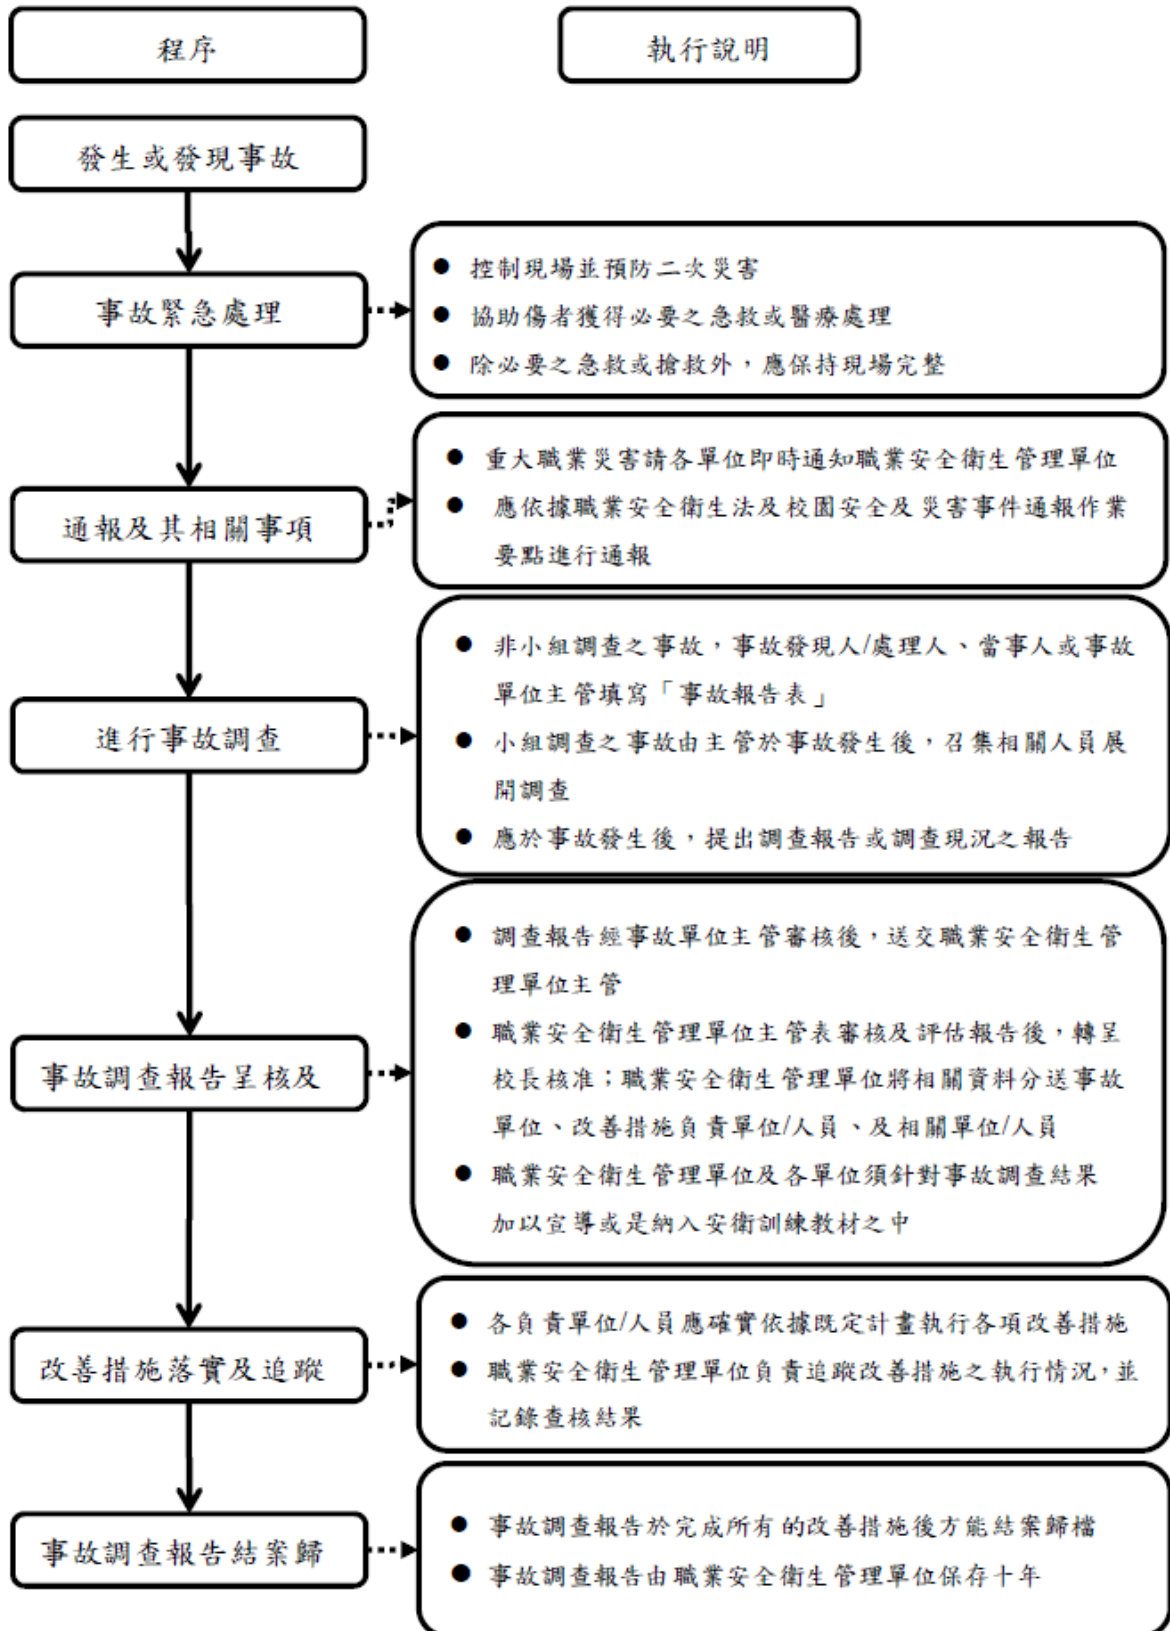 程序
執行說明
發生或發現事故
事故緊急處理
● 控制現場並預防二次災害
● 協助傷者獲得必要之急救或醫療處理
● 除必要之急救或搶救外，應保持現場完整
通報及其相關事項
● 重大職業災害請各單位即時通知職業安全衛生管理單位
● 應依據職業安全衛生法及校園安全及災害事件通報作業
要點進行通報
進行事故調查
● 非小組調查之事故，事故發現人/處理人、當事人或事故
單位主管填寫「事故報告表」
● 小組調查之事故由主管於事故發生後，召集相關人員展
開調查
● 應於事故發生後，提出調查報告或調查現況之報告
事故調查報告呈核及
● 調查報告經事故單位主管審核後，送交職業安全衛生管
理單位主管
● 職業安全衛生管理單位主管表審核及評估報告後，轉呈
校長核准；職業安全衛生管理單位將相關資料分送事故
單位、改善措施負責單位/人員、及相關單位/人員
● 職業安全衛生管理單位及各單位須針對事故調查結果
加以宣導或是納入安衛訓練教材之中
改善措施落實及追蹤
● 各負責單位/人員應確實依據既定計畫執行各項改善措施
● 職業安全衛生管理單位負責追蹤改善措施之執行情況，並
記錄查核結果
事故調查報告結案歸
● 事故調查報告於完成所有的改善措施後方能結案歸檔
● 事故調查報告由職業安全衛生管理單位保存十年